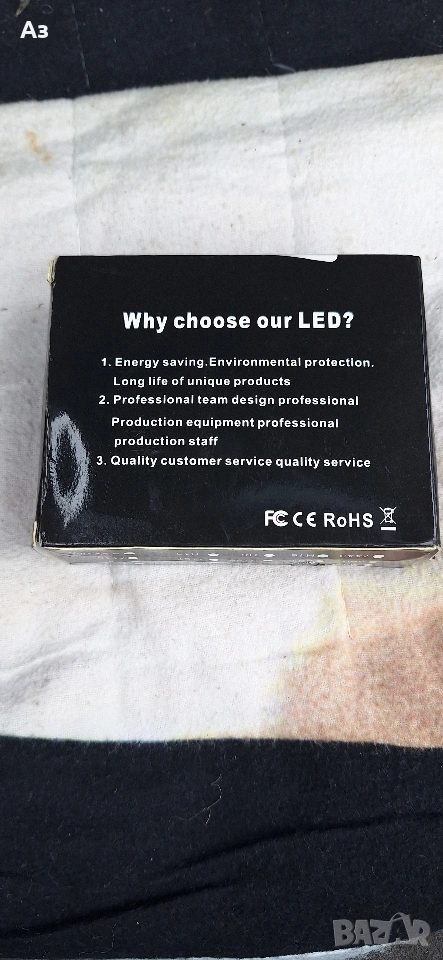 Аз
Why choose our LED?
1. Energy saving.Environmental protection.
Long life of unique products
2. Professional team design professional
Production equipment professional
production staff
3. Quality customer service quality service
FC CE RoHS
BAZAR